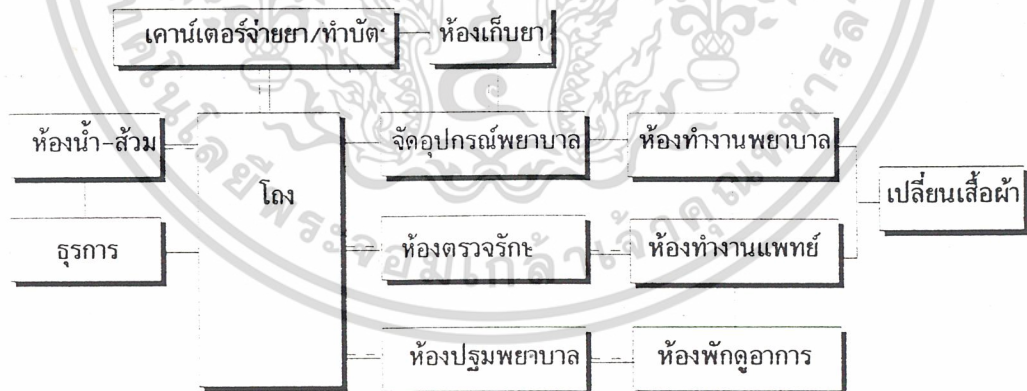 เคาน์เตอร์จ่ายยา/ทำบัต
ห้องเก็บยา
ห้องน้ำ-ส้วม
โถง
จัดอุปกรณ์พยาบาล
ห้องทำงานพยาบาล
เปลี่ยนเสื้อผ้า
ธุรการ
ห้องตรวจรักษ
ห้องทำงานแพทย์
ห้องปฐมพยาบาล
ห้องพักดูอาการ